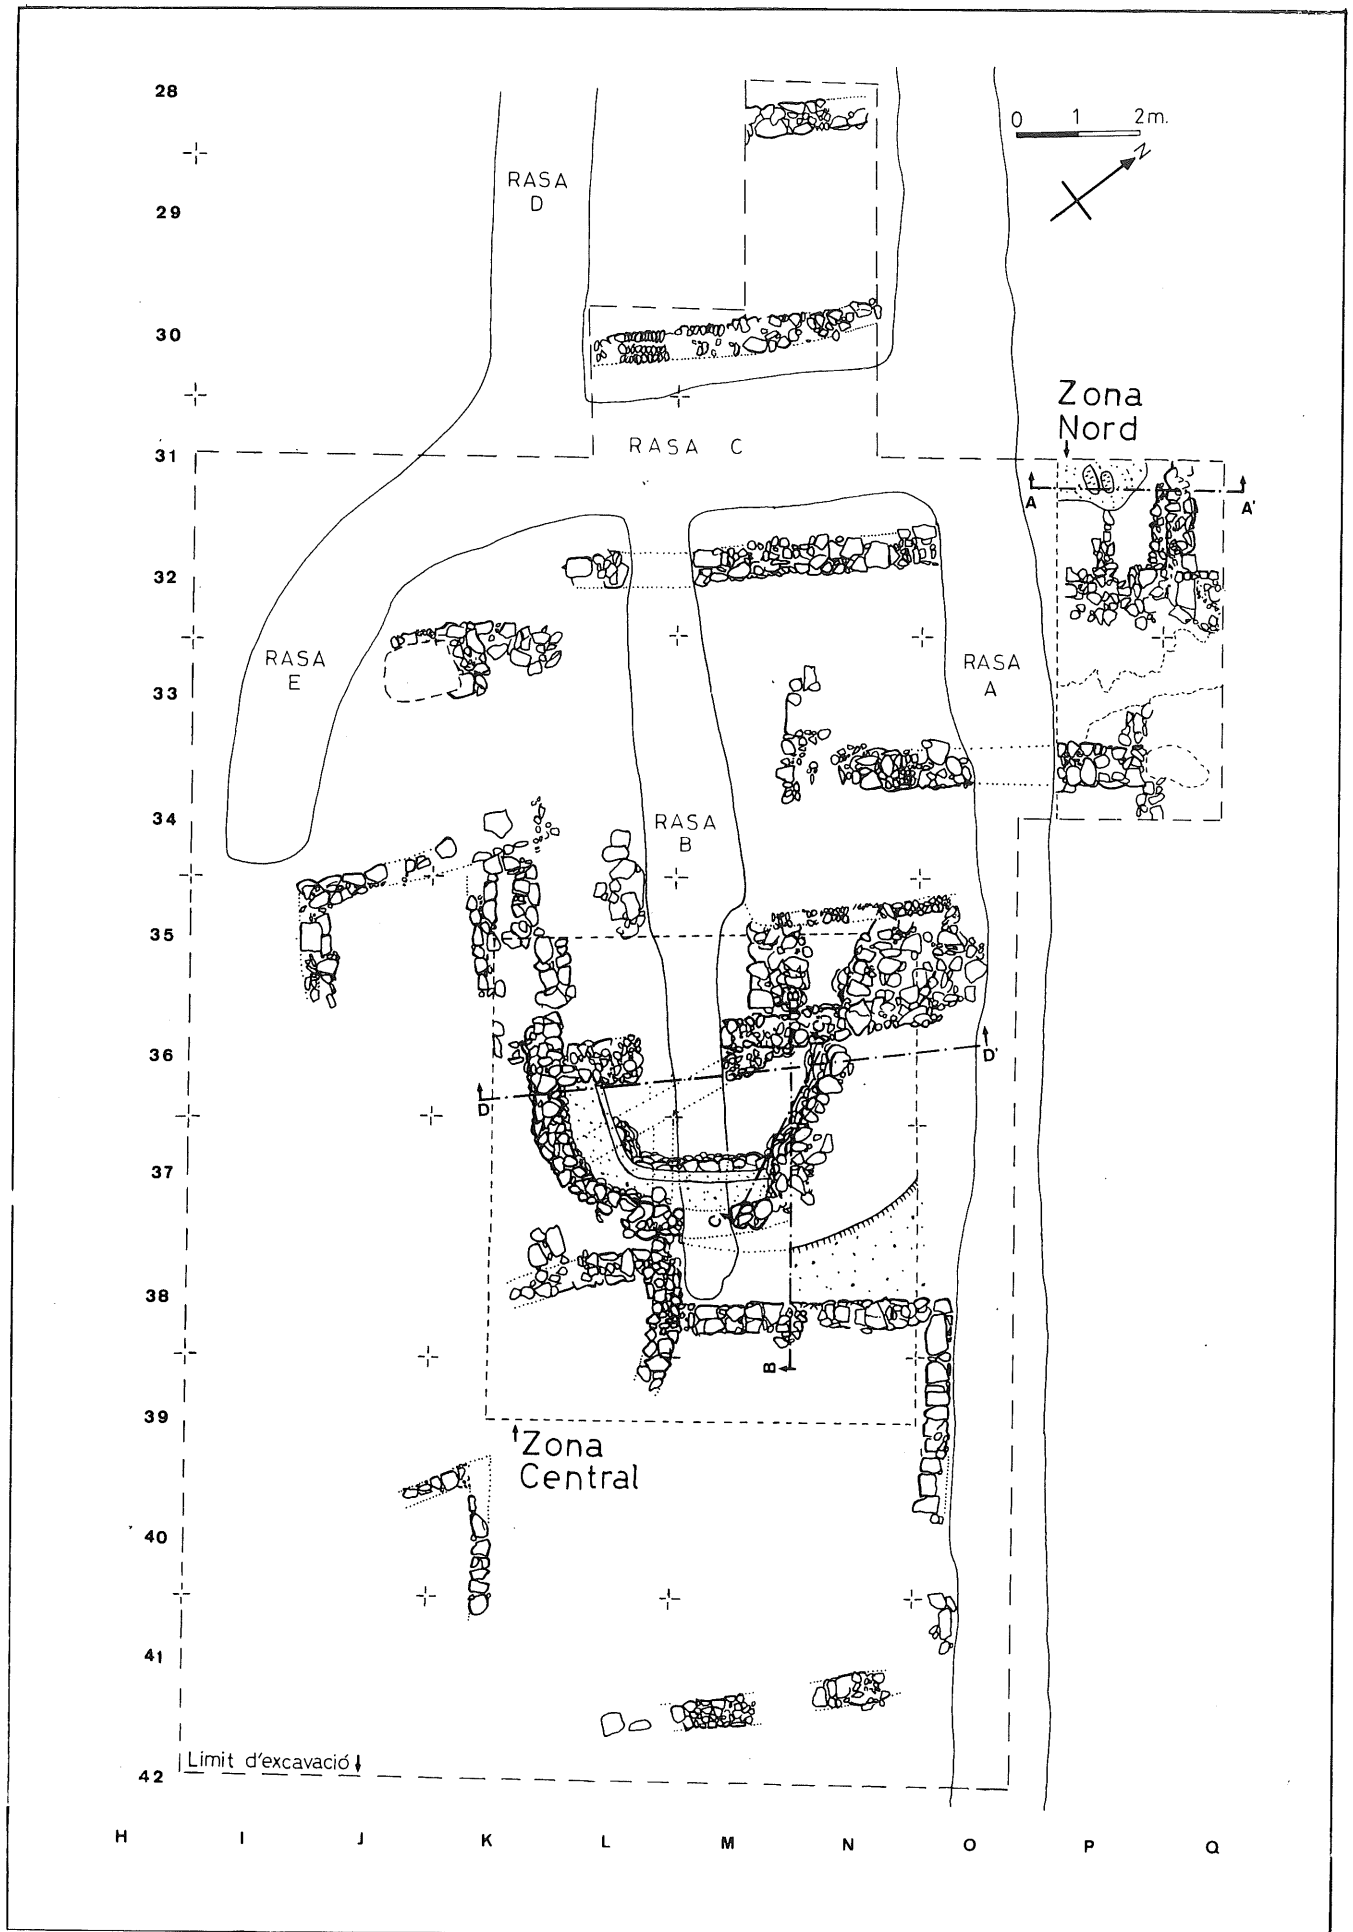 28
0 1 2m.
N
RASA
D
29
30
Zona
Nord
RASA C
31
A
A'
32
RASA
E
RASA
A
33
34
RASA
B
35
36
D'
D
37
C
38
B
39
Zona
Central
40
41
Limit d'excavació
42
H I J K L M N O P Q